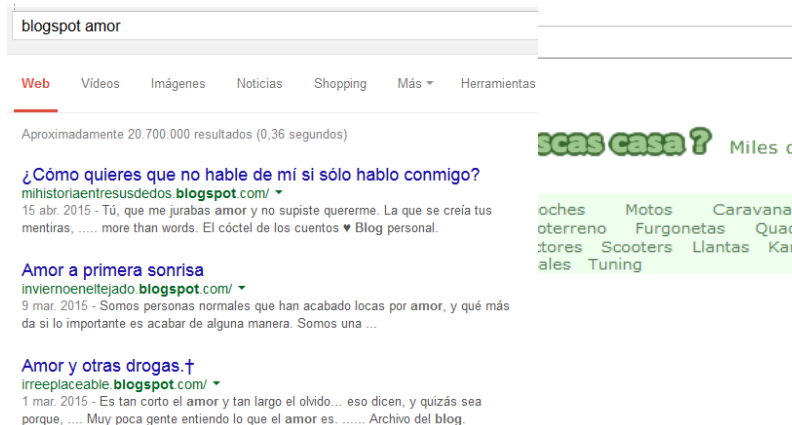 blogspot amor
Web Vídeos Imágenes Noticias Shopping Más Herramientas
Aproximadamente 20.700.000 resultados (0,36 segundos)
¿Cómo quieres que no hable de mí si sólo hablo conmigo?
mihistoriaentresusdedos.blogspot.com/
15 abr. 2015 - Tú, que me jurabas amor y no supiste quererme. La que se creía tus
mentiras, ..... more than words. El cóctel de los cuentos ♥ Blog personal.
Amor a primera sonrisa
inviernoeneltejado.blogspot.com/
9 mar. 2015 - Somos personas normales que han acabado locas por amor, y qué más
da si lo importante es acabar de alguna manera. Somos una ...
Amor y otras drogas.†
irreeplaceable.blogspot.com/
1 mar. 2015 - Es tan corto el amor y tan largo el olvido... eso dicen, y quizás sea
porque, .... Muy poca gente entiendo lo que el amor es. ...... Archivo del blog.
scas casa? Miles
oches Motos Caravana
oterreno Furgonetas Quad
ctores Scooters Llantas Kar
ales Tuning